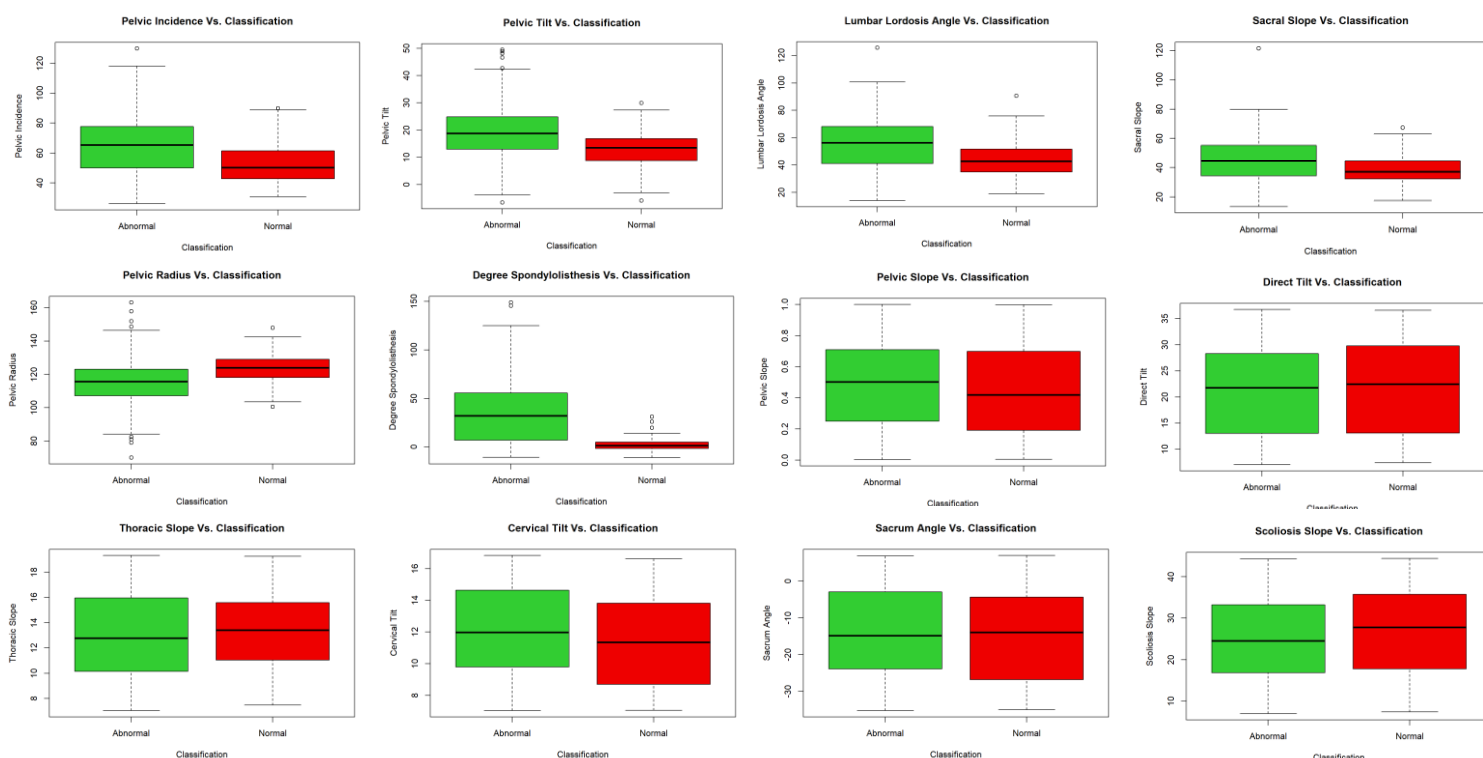 Pelvic Incidence Vs. Classification
Pelvic Incidence
120
100
80
60
40
Abnormal Normal
Classification
Pelvic Tilt Vs. Classification
Pelvic Tilt
50
40
30
20
10
0
Abnormal Normal
Classification
Lumbar Lordosis Angle Vs. Classification
Lumbar Lordosis Angle
120
100
80
60
40
20
Abnormal Normal
Classification
Sacral Slope Vs. Classification
Sacral Slope
120
100
80
60
40
20
Abnormal Normal
Classification
Pelvic Radius Vs. Classification
Pelvic Radius
160
140
120
100
80
Abnormal Normal
Classification
Degree Spondylolisthesis Vs. Classification
Degree Spondylolisthesis
150
100
50
0
Abnormal Normal
Classification
Pelvic Slope Vs. Classification
Pelvic Slope
1.0
0.8
0.6
0.4
0.2
0.0
Abnormal Normal
Classification
Direct Tilt Vs. Classification
Direct Tilt
35
30
25
20
15
10
Abnormal Normal
Classification
Thoracic Slope Vs. Classification
Thoracic Slope
18
16
14
12
10
8
Abnormal Normal
Classification
Cervical Tilt Vs. Classification
Cervical Tilt
16
14
12
10
8
Abnormal Normal
Classification
Sacrum Angle Vs. Classification
Sacrum Angle
0
-10
-20
-30
Abnormal Normal
Classification
Scoliosis Slope Vs. Classification
Scoliosis Slope
40
30
20
10
Abnormal Normal
Classification